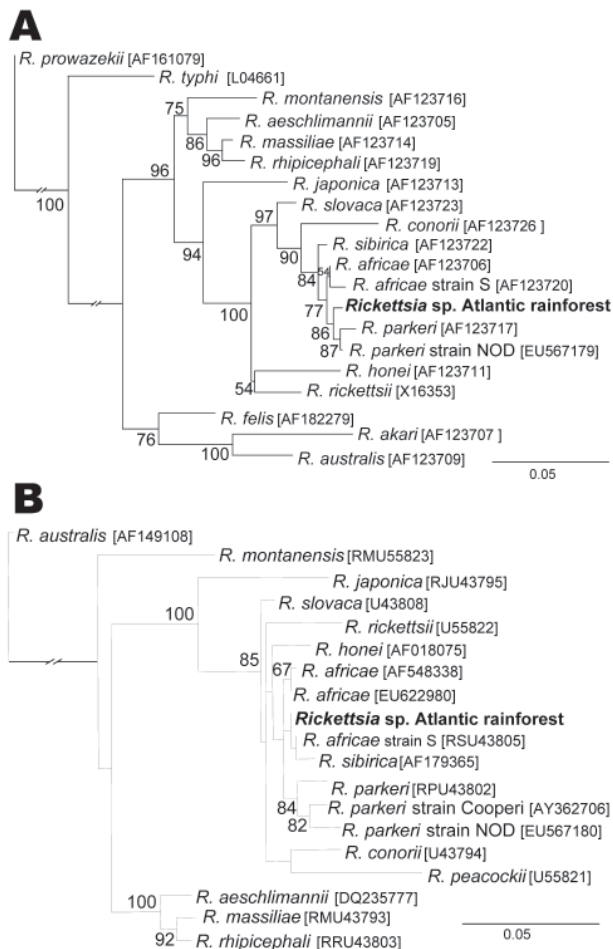 A
R. prowazekii [AF161079]
R. typhi [L04661]
75
R. montanensis [AF123716]
R. aeschlimannii [AF123705]
86
R. massiliae [AF123714]
96
R. rhipicephali [AF123719]
96
R. japonica [AF123713]
100
R. slovaca [AF123723]
97
R. conorii [AF123726 ]
94
R. sibirica [AF123722]
90
R. africae [AF123706]
54
84
R. africae strain S [AF123720]
77
Rickettsia sp. Atlantic rainforest
100
86
R. parkeri [AF123717]
87
R. parkeri strain NOD [EU567179]
R. honei [AF123711]
54
R. rickettsii [X16353]
R. felis [AF182279]
76
R. akari [AF123707 ]
100
R. australis [AF123709]
0.05
B
R. australis [AF149108]
R. montanensis [RMU55823]
R. japonica [RJU43795]
100
R. slovaca [U43808]
R. rickettsii [U55822]
R. honei [AF018075]
85
67
R. africae [AF548338]
R. africae [EU622980]
Rickettsia sp. Atlantic rainforest
R. africae strain S [RSU43805]
R. sibirica [AF179365]
R. parkeri [RPU43802]
84
R. parkeri strain Cooperi [AY362706]
82
R. parkeri strain NOD [EU567180]
R. conorii [U43794]
R. peacockii [U55821]
100
R. aeschlimannii [DQ235777]
R. massiliae [RMU43793]
92
R. rhipicephali [RRU43803]
0.05